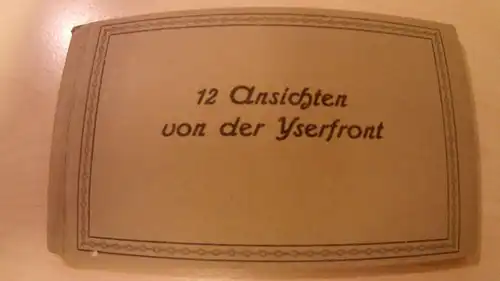 12 Ansichten
von der Yserfront